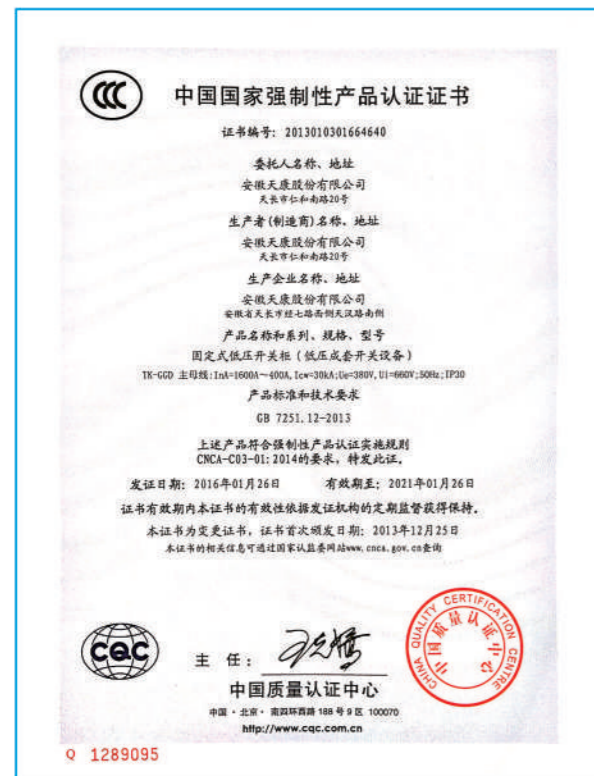 中国国家强制性产品认证证书
证书编号: 2013010301664640
委托人名称、地址
安徽天康股份有限公司
天长市仁和南路20号
生产者(制造商)名称、地址
安徽天康股份有限公司
天长市仁和南路20号
生产企业名称、地址
安徽天康股份有限公司
安徽省天长市经七路西侧天汉路南侧
产品名称和系列、规格、型号
固定式低压开关柜(低压成套开关设备)
TK-GGD 主母线:InA=1600A~400A,Icw=30kA;Ue=380V,Ui=660V;50Hz;IP30
产品标准和技术要求
GB 7251.12-2013
上述产品符合强制性产品认证实施规则
CNCA-C03-01:2014的要求,特发此证。
发证日期: 2016年01月26日 有效期至: 2021年01月26日
证书有效期内本证书的有效性依据发证机构的定期监督获得保持。
本证书为变更证书,证书首次颁发日期: 2013年12月25日
本证书的相关信息可通过国家认监委网站www.cnca.gov.cn查询
CQC
主 任:
CHINA QUALITY CERTIFICATION CENTRE
中国质量认证中心
中国质量认证中心
中国·北京·南四环西路 188 号 9 区 100070
http://www.cqc.com.cn
Q 1289095